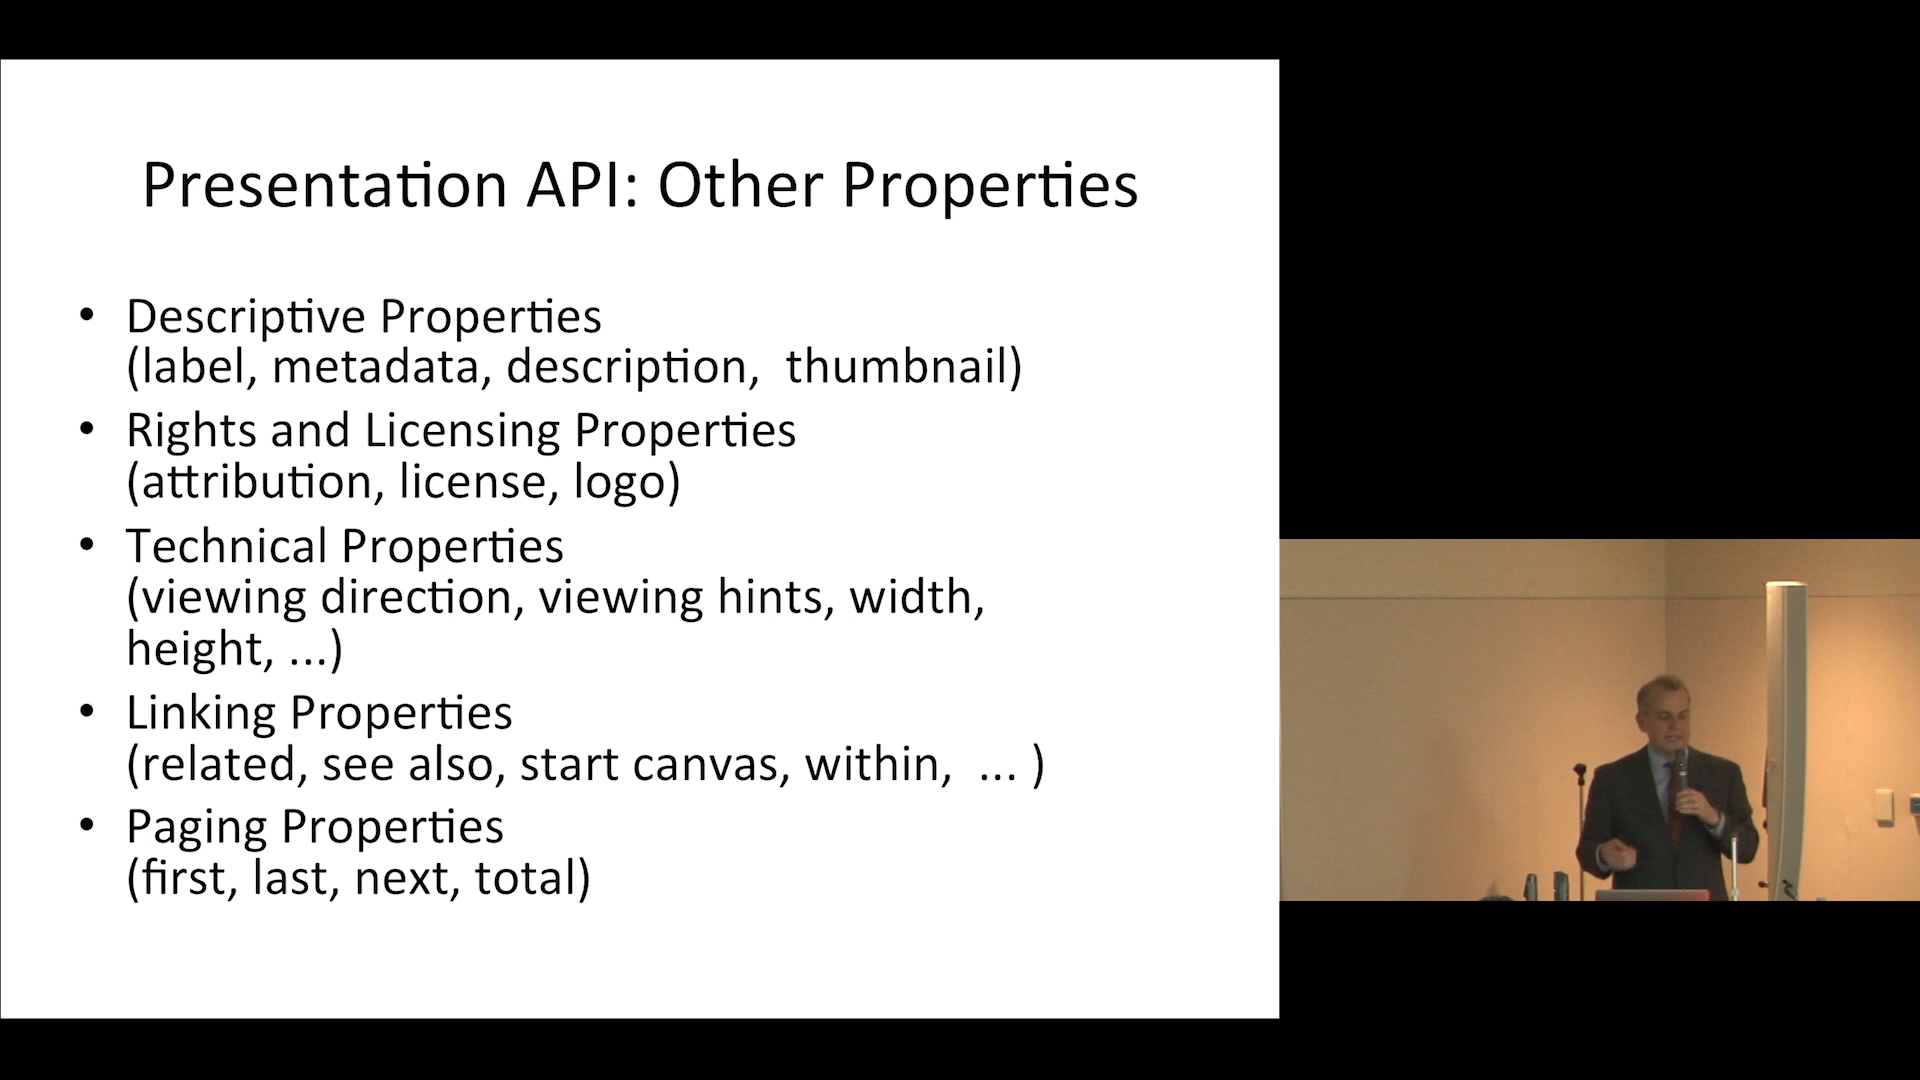 Presentation API: Other Properties
• Descriptive Properties
(label, metadata, description,  thumbnail)
• Rights and Licensing Properties
(attribution, license, logo)
• Technical Properties
(viewing direction, viewing hints, width,
height, ...)
• Linking Properties
(related, see also, start canvas, within,  ... )
• Paging Properties
(first, last, next, total)